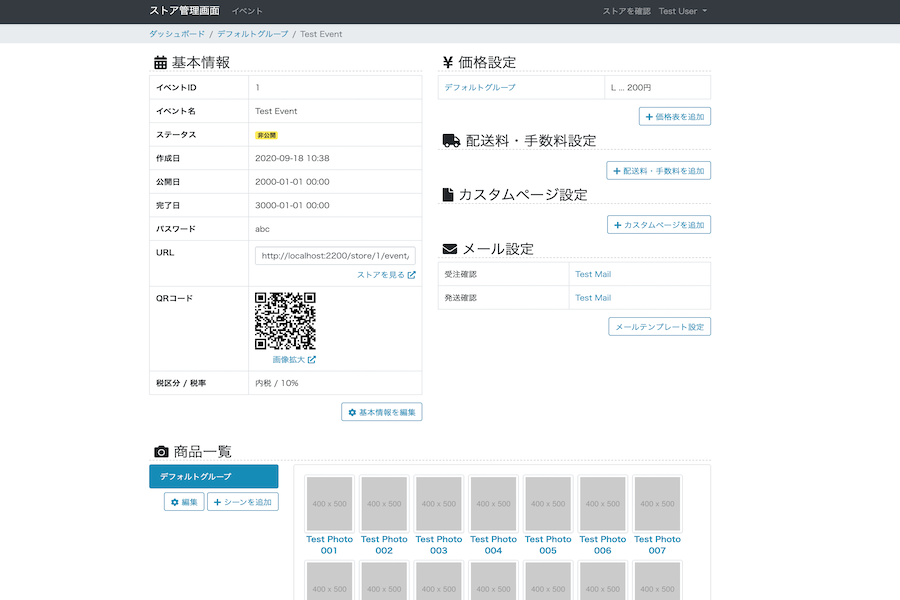 ストア管理画面 イベント ストアを確認 Test User
ダッシュボード / デフォルトグループ / Test Event
基本情報
イベントID 1
イベント名 Test Event
ステータス 非公開
作成日 2020-09-18 10:38
公開日 2000-01-01 00:00
完了日 3000-01-01 00:00
パスワード abc
URL http://localhost:2200/store/1/event/
ストアを見る
QRコード
画像拡大
税区分 / 税率 内税 / 10%
基本情報を編集
¥ 価格設定
デフォルトグループ L ... 200円
価格表を追加
配送料・手数料設定
配送料・手数料を追加
カスタムページ設定
カスタムページを追加
メール設定
受注確認 Test Mail
発送確認 Test Mail
メールテンプレート設定
商品一覧
デフォルトグループ
編集 シーンを追加
400 x 500 400 x 500 400 x 500 400 x 500 400 x 500 400 x 500 400 x 500
Test Photo 001 Test Photo 002 Test Photo 003 Test Photo 004 Test Photo 005 Test Photo 006 Test Photo 007
400 x 500 400 x 500 400 x 500 400 x 500 400 x 500 400 x 500 400 x 500